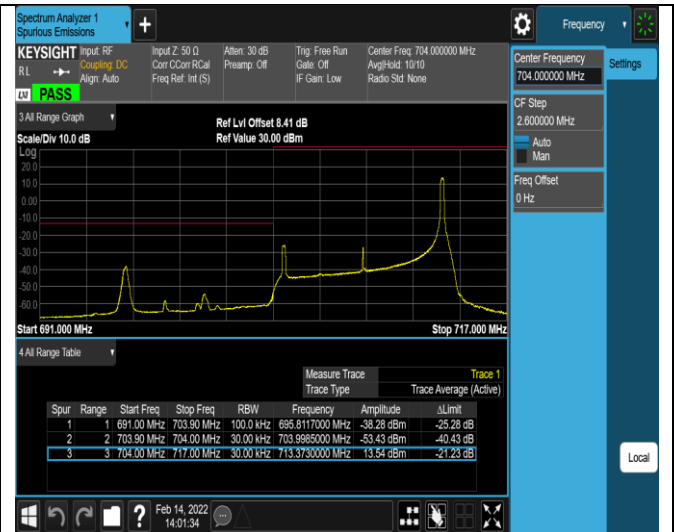 Spectrum Analyzer 1
Spurious Emissions
+
Frequency
KEYSIGHT Input: RF Input Z: 50 Ω Atten: 30 dB Trig: Free Run Center Freq: 704.000000 MHz
RL Coupling: DC Corr CCorr RCal Preamp: Off Gate: Off Avg|Hold: 10/10
Align: Auto Freq Ref: Int (S) IF Gain: Low Radio Std: None
LXI PASS
Center Frequency
704.000000 MHz
Settings
CF Step
2.600000 MHz
Auto
Man
Freq Offset
0 Hz
3 All Range Graph
Ref Lvl Offset 8.41 dB
Scale/Div 10.0 dB Ref Value 30.00 dBm
Log
20.0
10.0
0.00
-10.0
-20.0
-30.0
-40.0
-50.0
-60.0
Start 691.000 MHz Stop 717.000 MHz
4 All Range Table
Measure Trace Trace 1
Trace Type Trace Average (Active)
Spur Range Start Freq Stop Freq RBW Frequency Amplitude ΔLimit
1 1 691.00 MHz 703.90 MHz 100.0 kHz 695.8117000 MHz -38.28 dBm -25.28 dB
2 2 703.90 MHz 704.00 MHz 30.00 kHz 703.9985000 MHz -53.43 dBm -40.43 dB
3 3 704.00 MHz 717.00 MHz 30.00 kHz 713.3730000 MHz 13.54 dBm -21.23 dB
Local
? Feb 14, 2022
14:01:34